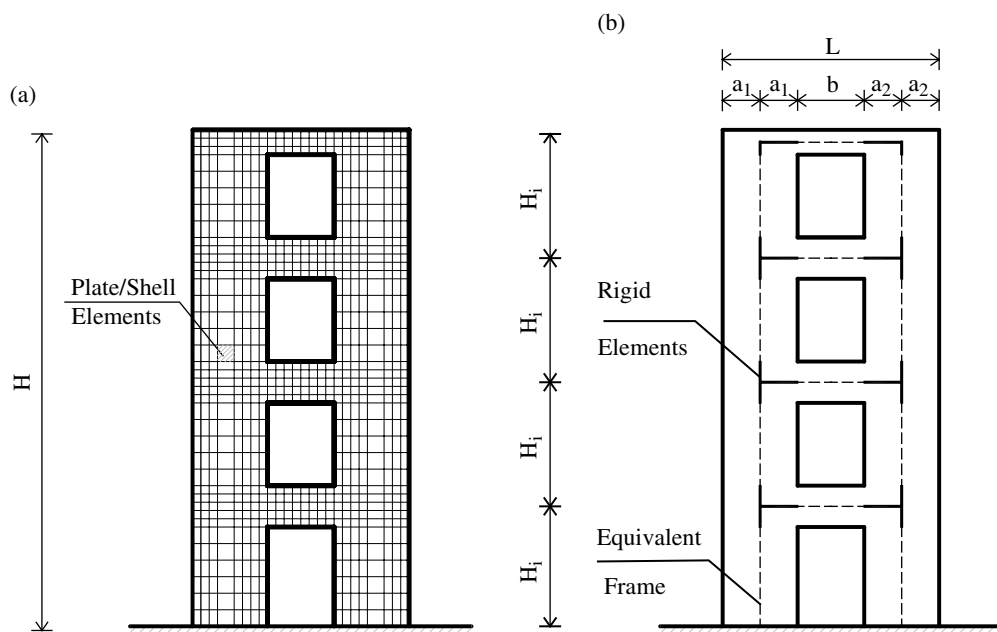 (a)
Plate/Shell
Elements
H
(b)
L
a1 a1 b a2 a2
Hi
Hi
Hi
Hi
Rigid
Elements
Equivalent
Frame